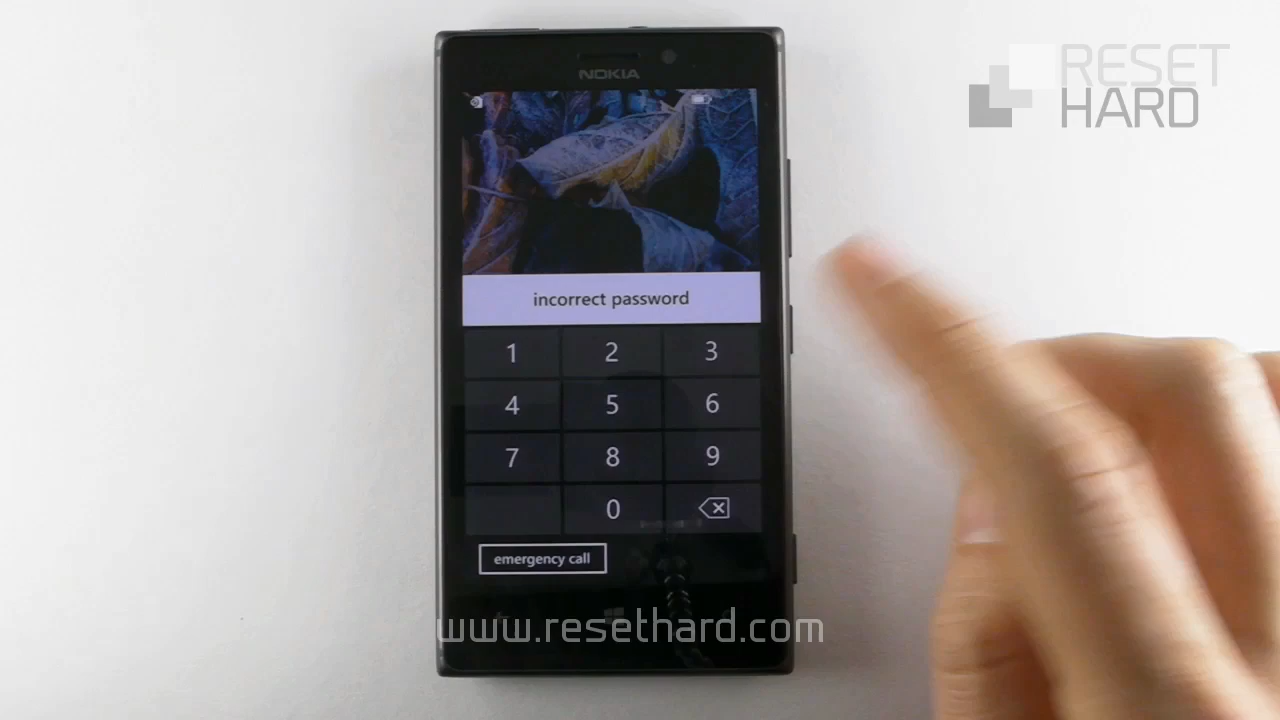 RESET
HARD
NOKIA
incorrect password
1 2 3
4 5 6
7 8 9
0
emergency call
www.resethard.com